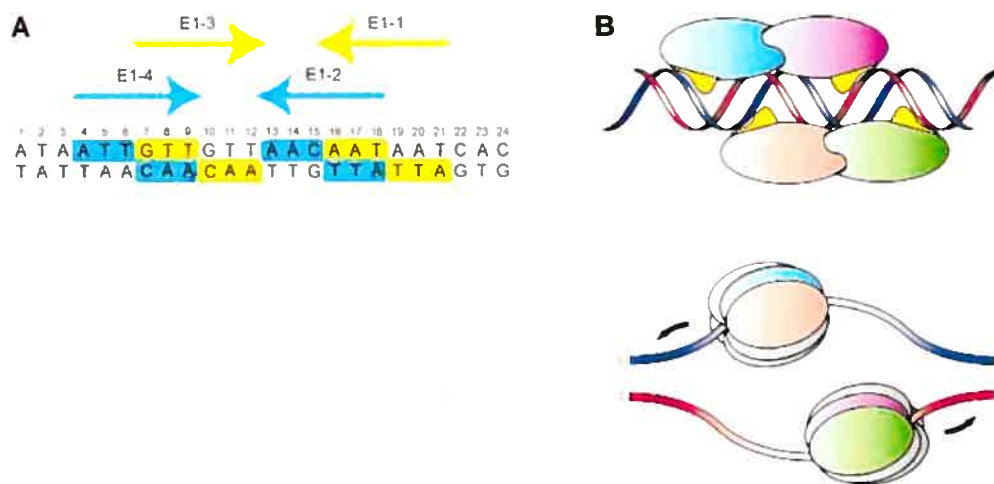 A
B
E1-3
E1-1
E1-4
E1-2
1 2 3 4 5 6 7 8 9 10 11 12 13 14 15 16 17 18 19 20 21 22 23 24
A T A A T T G T T G T T A A C A A T A A T C A C
T A T T A A C A A C A A T T G T T A T T A G T G